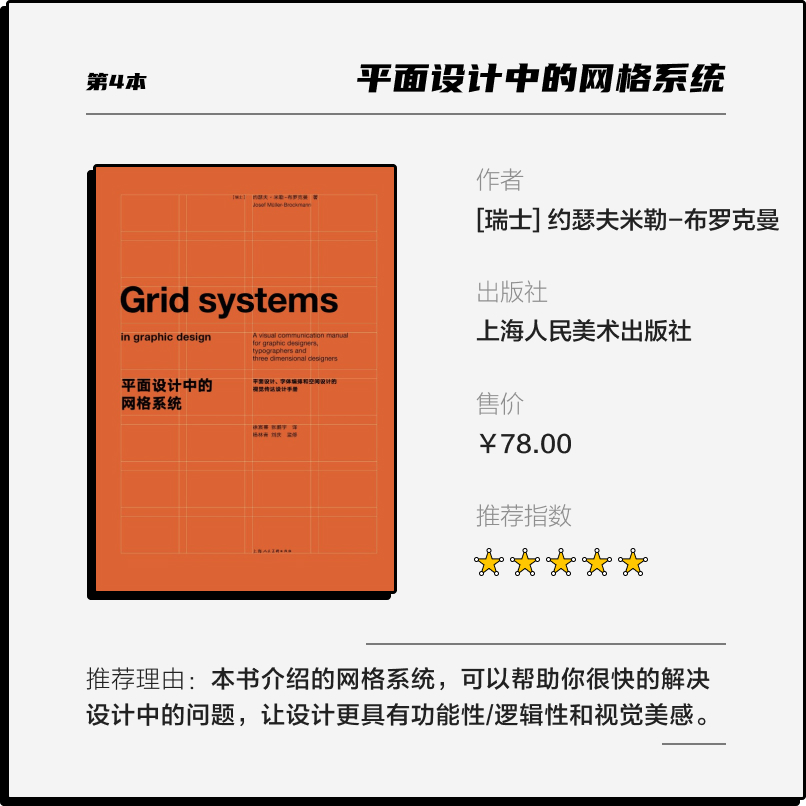 第4本
平面设计中的网格系统
[瑞士] 约瑟夫·米勒-布罗克曼 著
Josef Müller-Brockmann
Grid systems
in graphic design
A visual communication manual
for graphic designers,
typographers and
three dimensional designers
平面设计中的
网格系统
平面设计、字体编排和空间设计的
视觉传达设计手册
上海人民美术出版社
作者
[瑞士] 约瑟夫米勒-布罗克曼
出版社
上海人民美术出版社
售价
￥78.00
推荐指数
推荐理由：本书介绍的网格系统，可以帮助你很快的解决
设计中的问题，让设计更具有功能性/逻辑性和视觉美感。